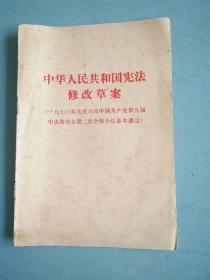 中华人民共和国宪法
修改草案
(一九七〇年九月六日中国共产党第九届
中央委员会第二次全体会议基本通过)